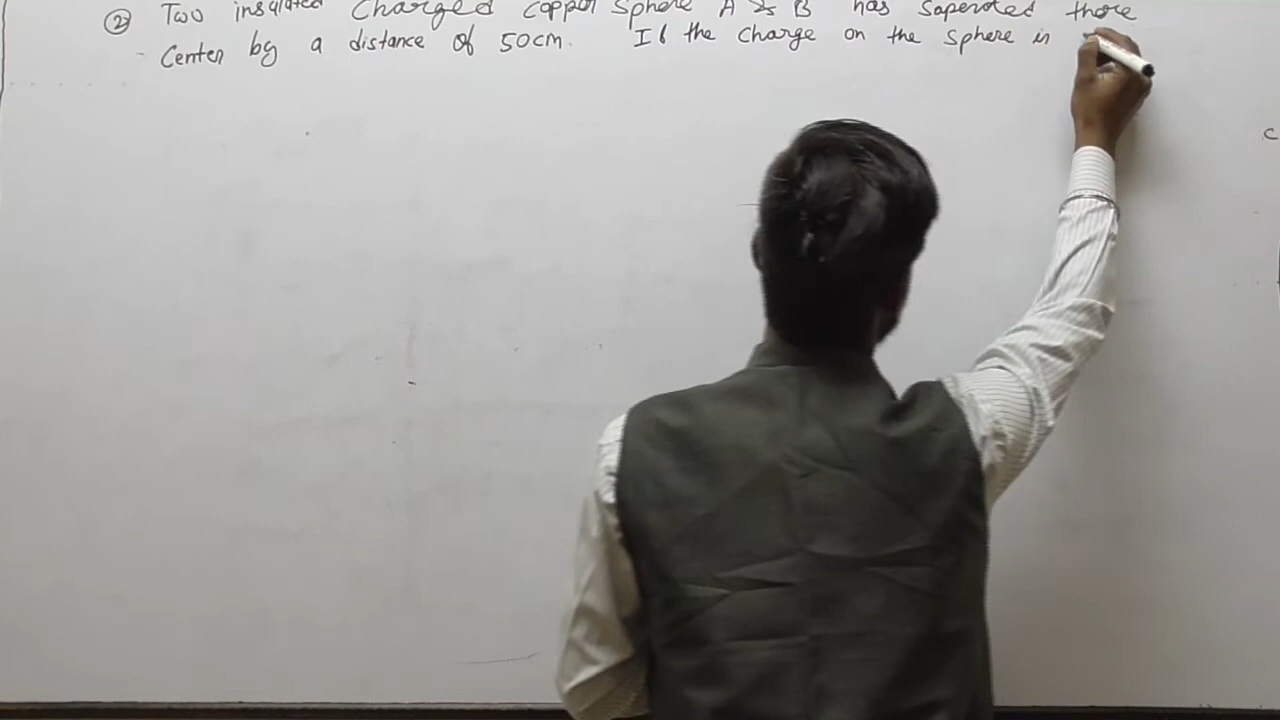 ② Two insulated Charged Copper Sphere A & B has Saperated there
Center by a distance of 50cm. If the Charge on the Sphere is
C